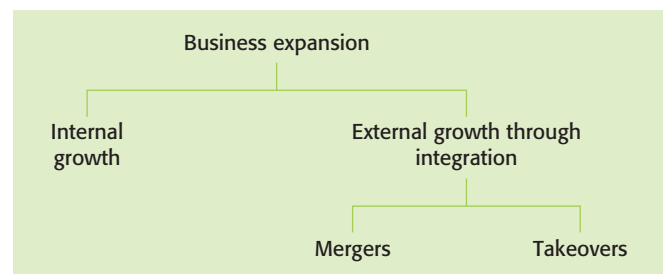 Business expansion
Internal
growth
External growth through
integration
Mergers
Takeovers